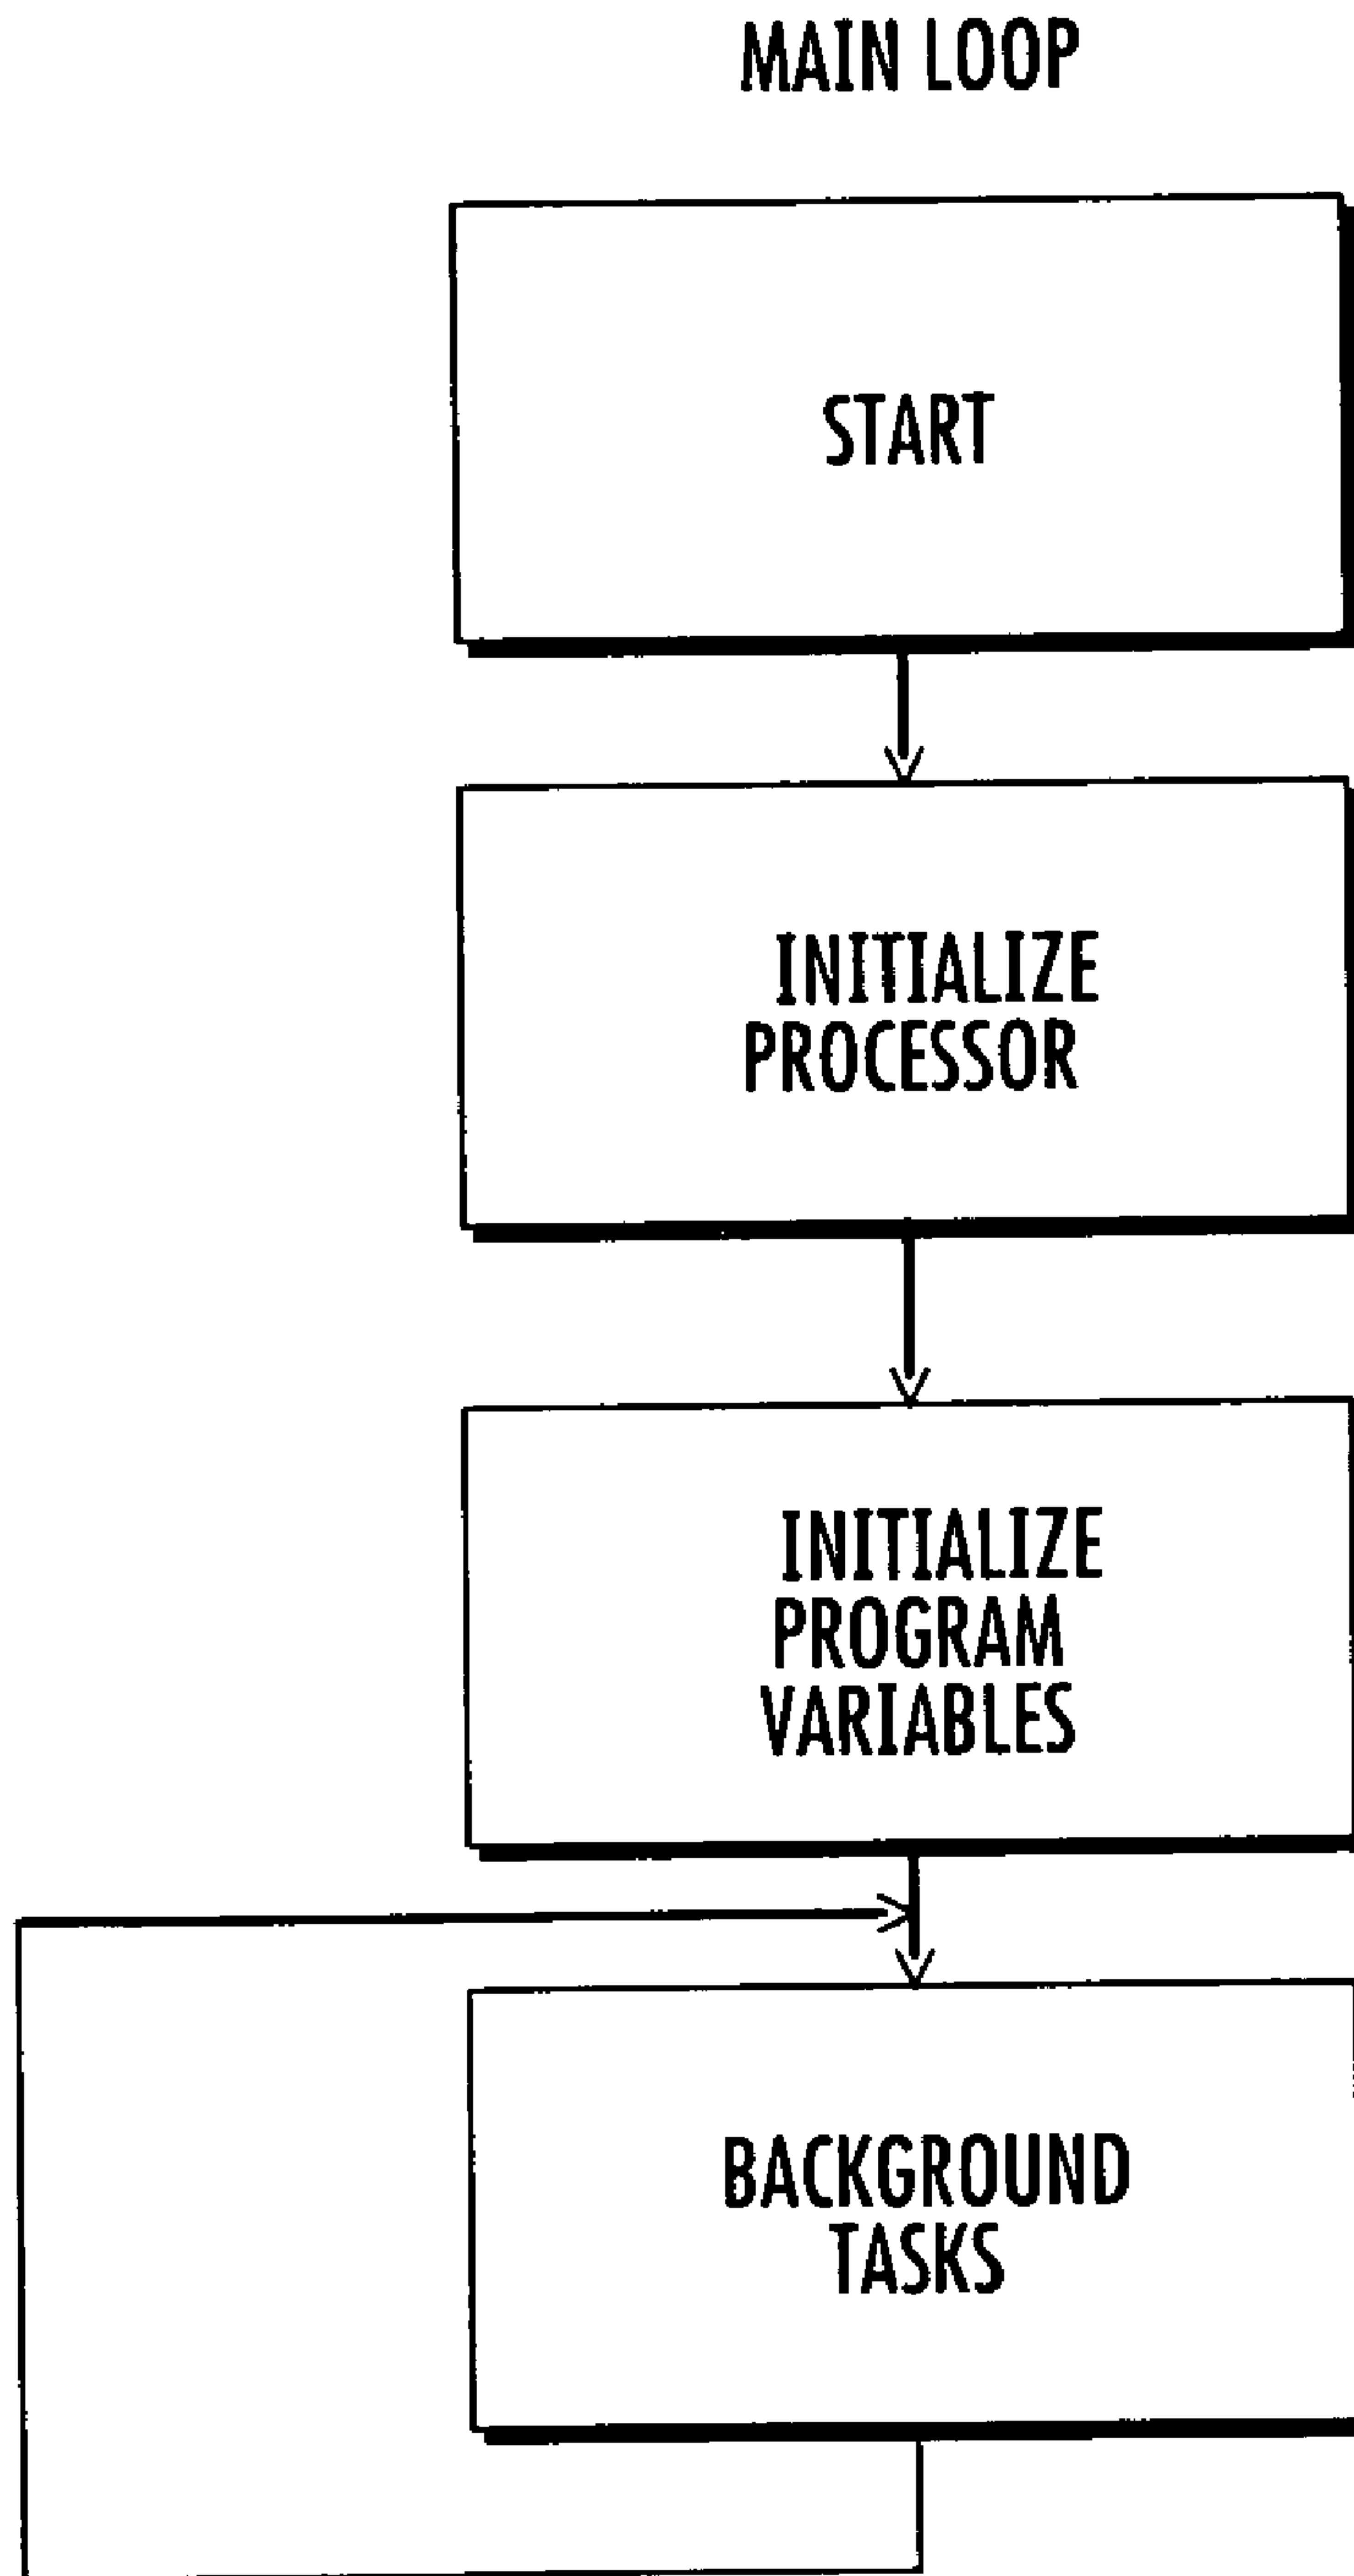 MAIN LOOP
START
INITIALIZE
PROCESSOR
INITIALIZE
PROGRAM
VARIABLES
BACKGROUND
TASKS